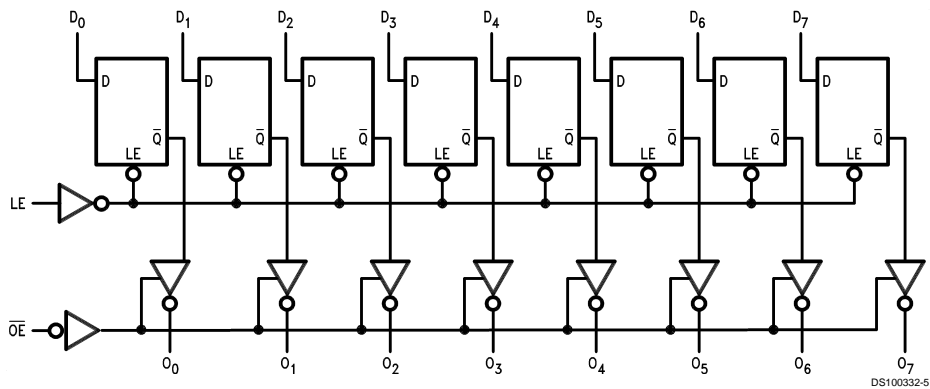 D₀ D₁ D₂ D₃ D₄ D₅ D₆ D₇
D D D D D D D D
Q̅ Q̅ Q̅ Q̅ Q̅ Q̅ Q̅ Q̅
LE LE LE LE LE LE LE LE
LE
O̅E̅
O₀ O₁ O₂ O₃ O₄ O₅ O₆ O₇
DS100332-5